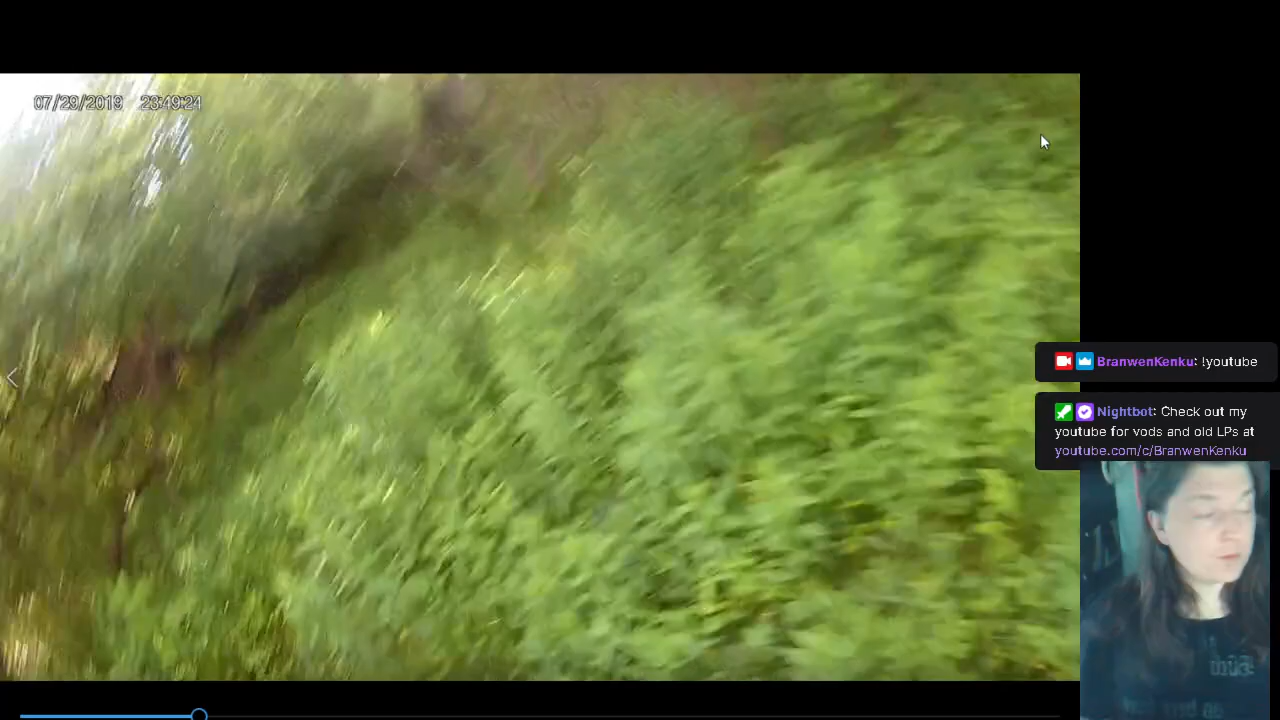 07/29/2019 23:49:24
BranwenKenku: !youtube
Nightbot: Check out my
youtube for vods and old LPs at
youtube.com/c/BranwenKenku